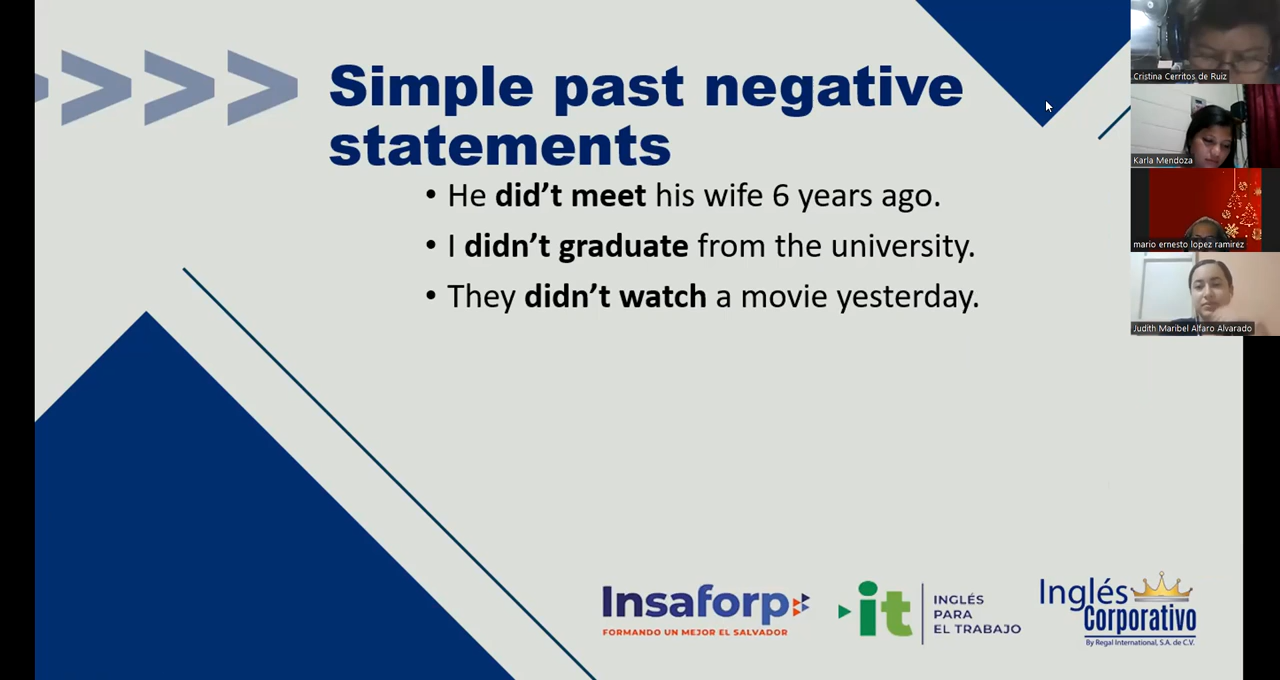 Simple past negative
statements
• He did’t meet his wife 6 years ago.
• I didn’t graduate from the university.
• They didn’t watch a movie yesterday.
Cristina Cerritos de Ruiz
Karla Mendoza
mario ernesto lopez ramirez
Judith Maribel Alfaro Alvarado
Insaforp
FORMANDO UN MEJOR EL SALVADOR
it
INGLÉS
PARA
EL TRABAJO
Inglés
Corporativo
By Regal International, S.A. de C.V.